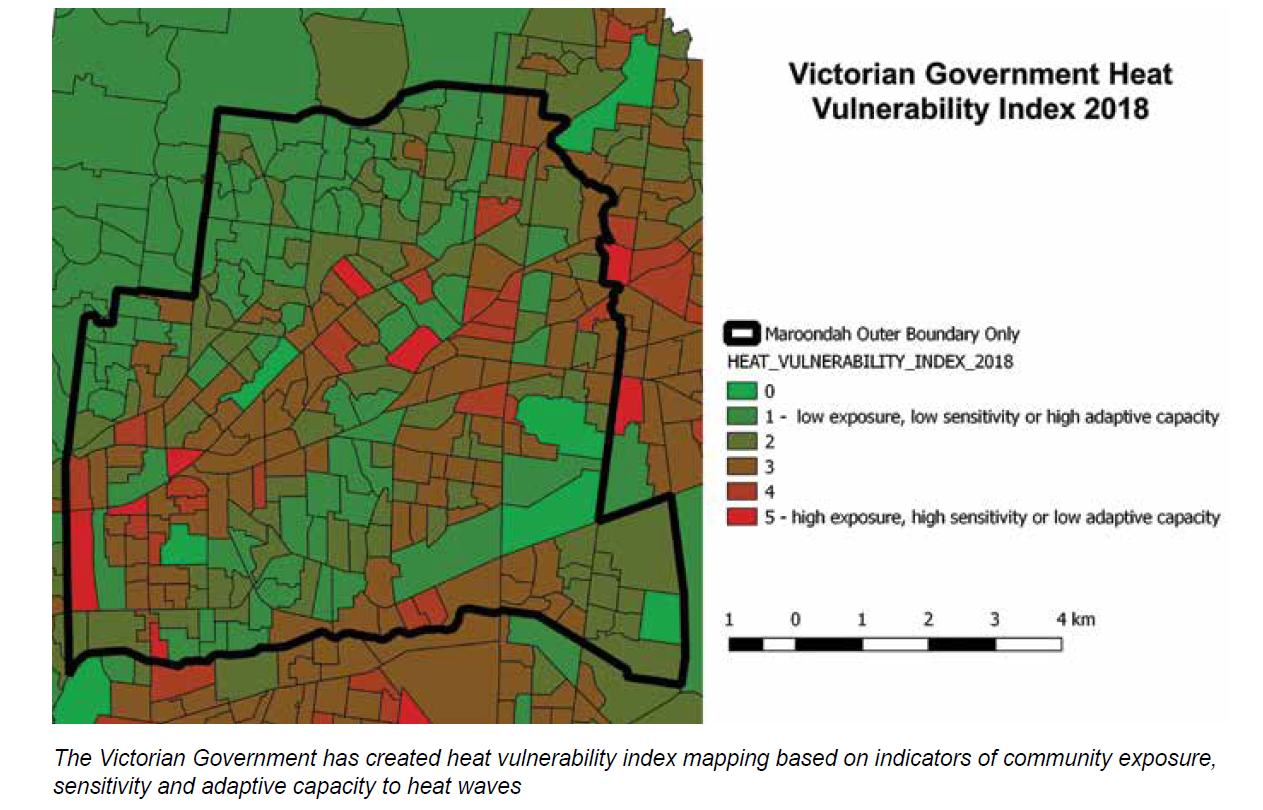 Victorian Government Heat
Vulnerability Index 2018
Maroondah Outer Boundary Only
HEAT_VULNERABILITY_INDEX_2018
0
1 - low exposure, low sensitivity or high adaptive capacity
2
3
4
5 - high exposure, high sensitivity or low adaptive capacity
1 0 1 2 3 4 km
The Victorian Government has created heat vulnerability index mapping based on indicators of community exposure,
sensitivity and adaptive capacity to heat waves